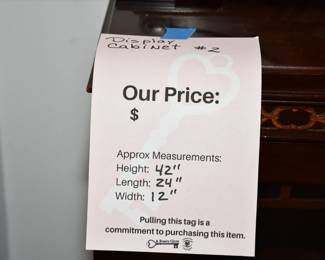 Display
Cabinet #2
Our Price:
$
Approx Measurements:
Height: 42"
Length: 24"
Width: 12"
Pulling this tag is a
commitment to purchasing this item.